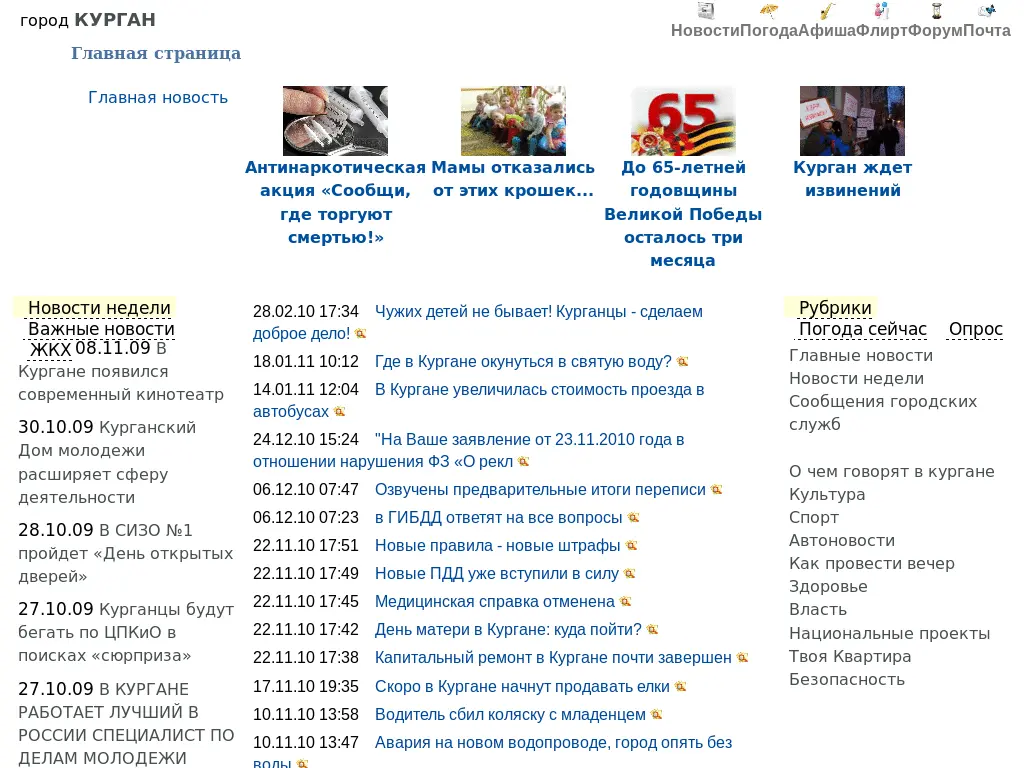 город КУРГАН
Новости Погода Афиша Флирт Форум Почта
Главная страница
Главная новость
Антинаркотическая
акция «Сообщи,
где торгуют
смертью!»
Мамы отказались
от этих крошек...
65
До 65-летней
годовщины
Великой Победы
осталось три
месяца
Курган ждет
извинений
Новости недели
Важные новости
ЖКХ 08.11.09 В
Кургане появился
современный кинотеатр
30.10.09 Курганский
Дом молодежи
расширяет сферу
деятельности
28.10.09 В СИЗО №1
пройдет «День открытых
дверей»
27.10.09 Курганцы будут
бегать по ЦПКиО в
поисках «сюрприза»
27.10.09 В КУРГАНЕ
РАБОТАЕТ ЛУЧШИЙ В
РОССИИ СПЕЦИАЛИСТ ПО
ДЕЛАМ МОЛОДЕЖИ
28.02.10 17:34 Чужих детей не бывает! Курганцы - сделаем
доброе дело!
18.01.11 10:12 Где в Кургане окунуться в святую воду?
14.01.11 12:04 В Кургане увеличилась стоимость проезда в
автобусах
24.12.10 15:24 "На Ваше заявление от 23.11.2010 года в
отношении нарушения ФЗ «О рекл
06.12.10 07:47 Озвучены предварительные итоги переписи
06.12.10 07:23 в ГИБДД ответят на все вопросы
22.11.10 17:51 Новые правила - новые штрафы
22.11.10 17:49 Новые ПДД уже вступили в силу
22.11.10 17:45 Медицинская справка отменена
22.11.10 17:42 День матери в Кургане: куда пойти?
22.11.10 17:38 Капитальный ремонт в Кургане почти завершен
17.11.10 19:35 Скоро в Кургане начнут продавать елки
10.11.10 13:58 Водитель сбил коляску с младенцем
10.11.10 13:47 Авария на новом водопроводе, город опять без
воды
Рубрики
Погода сейчас Опрос
Главные новости
Новости недели
Сообщения городских
служб
О чем говорят в кургане
Культура
Спорт
Автоновости
Как провести вечер
Здоровье
Власть
Национальные проекты
Твоя Квартира
Безопасность